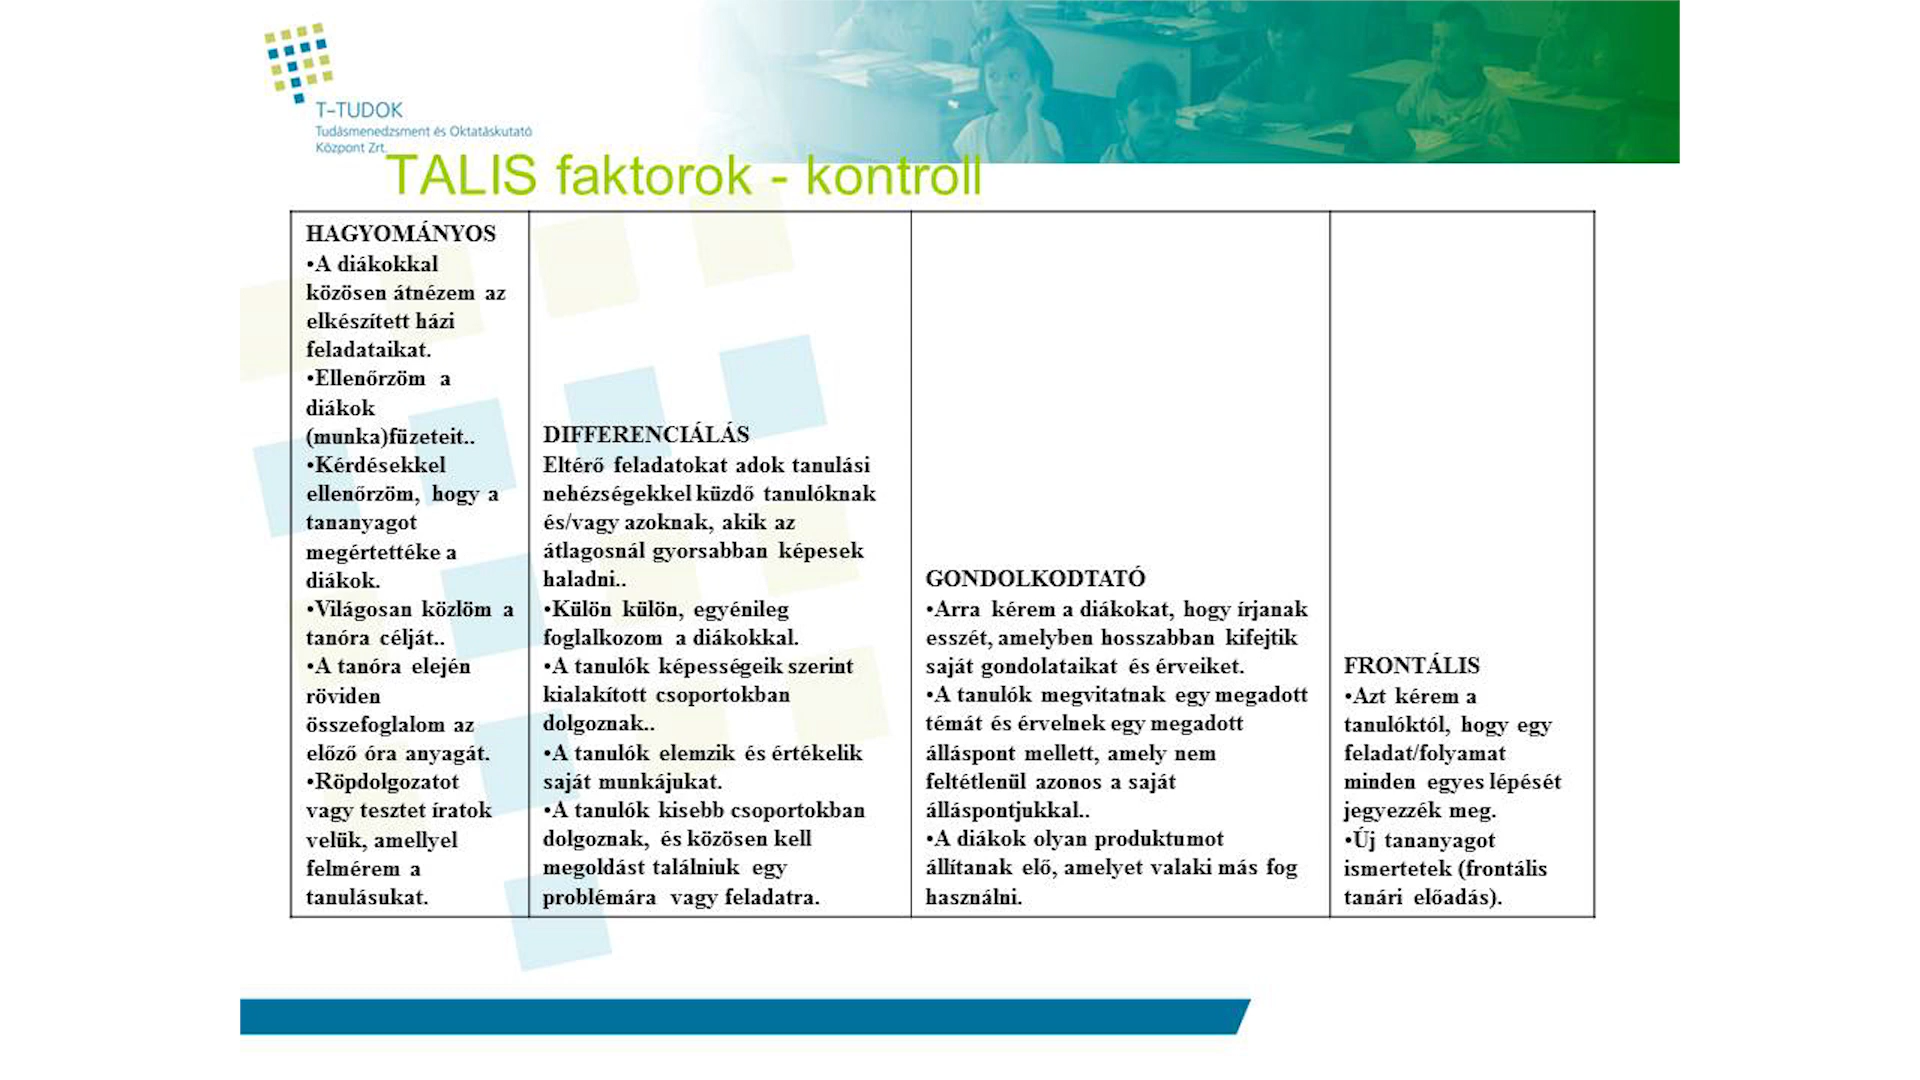 T-TUDOK
Tudásmenedzsment és Oktatáskutató
Központ Zrt.
TALIS faktorok - kontroll
HAGYOMÁNYOS
•A diákokkal
közösen átnézem az
elkészített házi
feladataikat.
•Ellenőrzöm a
diákok
(munka)füzeteit..
•Kérdésekkel
ellenőrzöm, hogy a
tananyagot
megértettéke a
diákok.
•Világosan közlöm a
tanóra célját..
•A tanóra elején
röviden
összefoglalom az
előző óra anyagát.
•Röpdolgozatot
vagy tesztet íratok
velük, amellyel
felmérem a
tanulásukat.
DIFFERENCIÁLÁS
Eltérő feladatokat adok tanulási
nehézségekkel küzdő tanulóknak
és/vagy azoknak, akik az
átlagosnál gyorsabban képesek
haladni..
•Külön külön, egyénileg
foglalkozom a diákokkal.
•A tanulók képességeik szerint
kialakított csoportokban
dolgoznak..
•A tanulók elemzik és értékelik
saját munkájukat.
•A tanulók kisebb csoportokban
dolgoznak, és közösen kell
megoldást találniuk egy
problémára vagy feladatra.
GONDOLKODTATÓ
•Arra kérem a diákokat, hogy írjanak
esszét, amelyben hosszabban kifejtik
saját gondolataikat és érveiket.
•A tanulók megvitatnak egy megadott
témát és érvelnek egy megadott
álláspont mellett, amely nem
feltétlenül azonos a saját
álláspontjukkal..
•A diákok olyan produktumot
állítanak elő, amelyet valaki más fog
használni.
FRONTÁLIS
•Azt kérem a
tanulóktól, hogy egy
feladat/folyamat
minden egyes lépését
jegyezzék meg.
•Új tananyagot
ismertetek (frontális
tanári előadás).